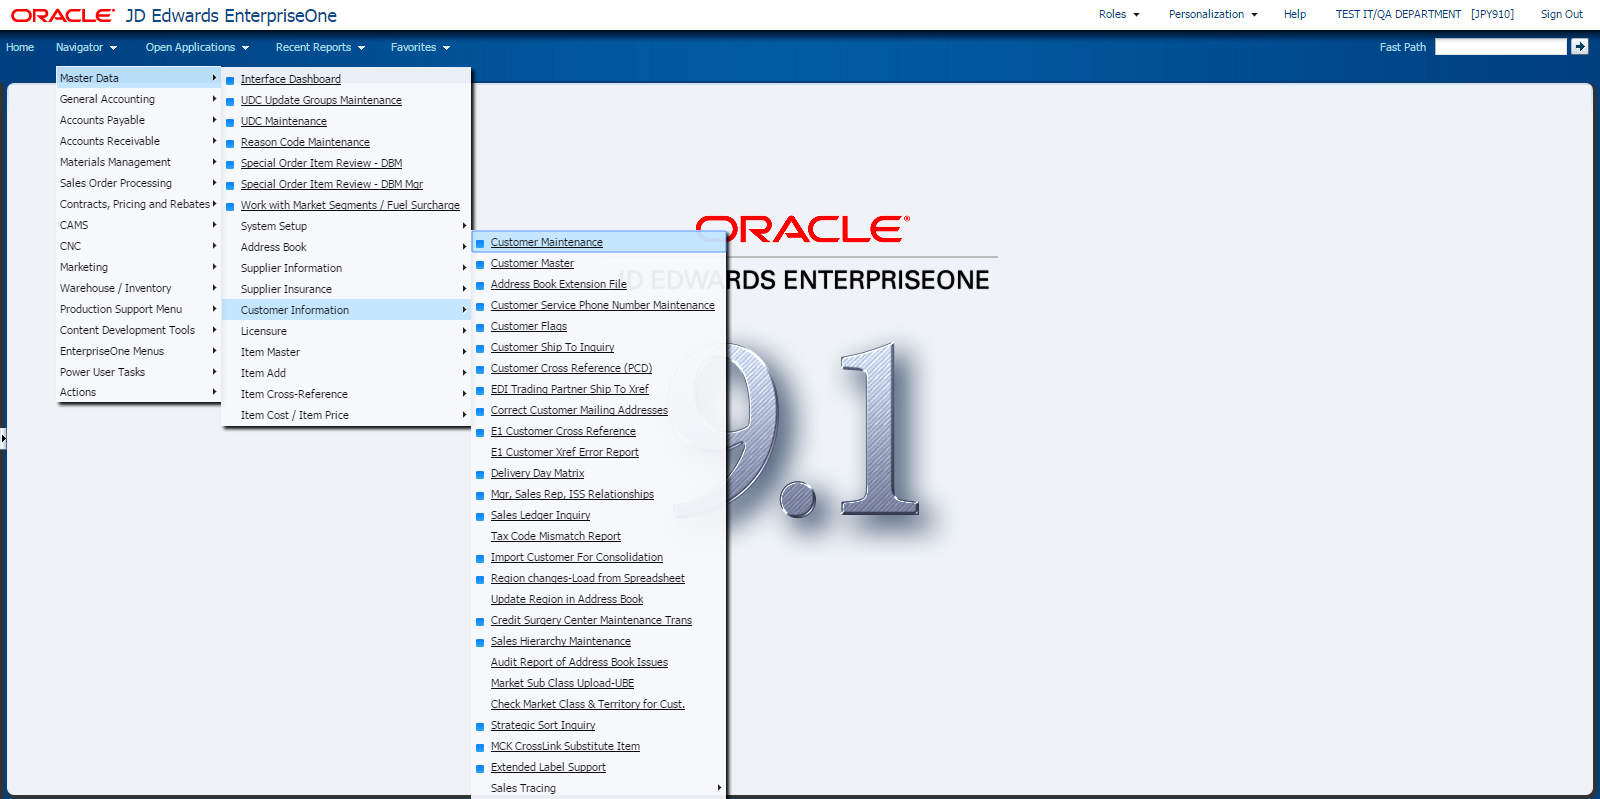 ORACLE JD Edwards EnterpriseOne
Roles Personalization Help TEST IT/QA DEPARTMENT [JPY910] Sign Out
Home Navigator Open Applications Recent Reports Favorites Fast Path
Master Data
General Accounting
Accounts Payable
Accounts Receivable
Materials Management
Sales Order Processing
Contracts, Pricing and Rebates
CAMS
CNC
Marketing
Warehouse / Inventory
Production Support Menu
Content Development Tools
EnterpriseOne Menus
Power User Tasks
Actions
Interface Dashboard
UDC Update Groups Maintenance
UDC Maintenance
Reason Code Maintenance
Special Order Item Review - DBM
Special Order Item Review - DBM Mgr
Work with Market Segments / Fuel Surcharge
System Setup
Address Book
Supplier Information
Supplier Insurance
Customer Information
Licensure
Item Master
Item Add
Item Cross-Reference
Item Cost / Item Price
Customer Maintenance
Customer Master
Address Book Extension File
Customer Service Phone Number Maintenance
Customer Flags
Customer Ship To Inquiry
Customer Cross Reference (PCD)
EDI Trading Partner Ship To Xref
Correct Customer Mailing Addresses
E1 Customer Cross Reference
E1 Customer Xref Error Report
Delivery Day Matrix
Mgr, Sales Rep, ISS Relationships
Sales Ledger Inquiry
Tax Code Mismatch Report
Import Customer For Consolidation
Region changes-Load from Spreadsheet
Update Region in Address Book
Credit Surgery Center Maintenance Trans
Sales Hierarchy Maintenance
Audit Report of Address Book Issues
Market Sub Class Upload-UBE
Check Market Class & Territory for Cust.
Strategic Sort Inquiry
MCK CrossLink Substitute Item
Extended Label Support
Sales Tracing
ORACLE
JD EDWARDS ENTERPRISEONE
9.1